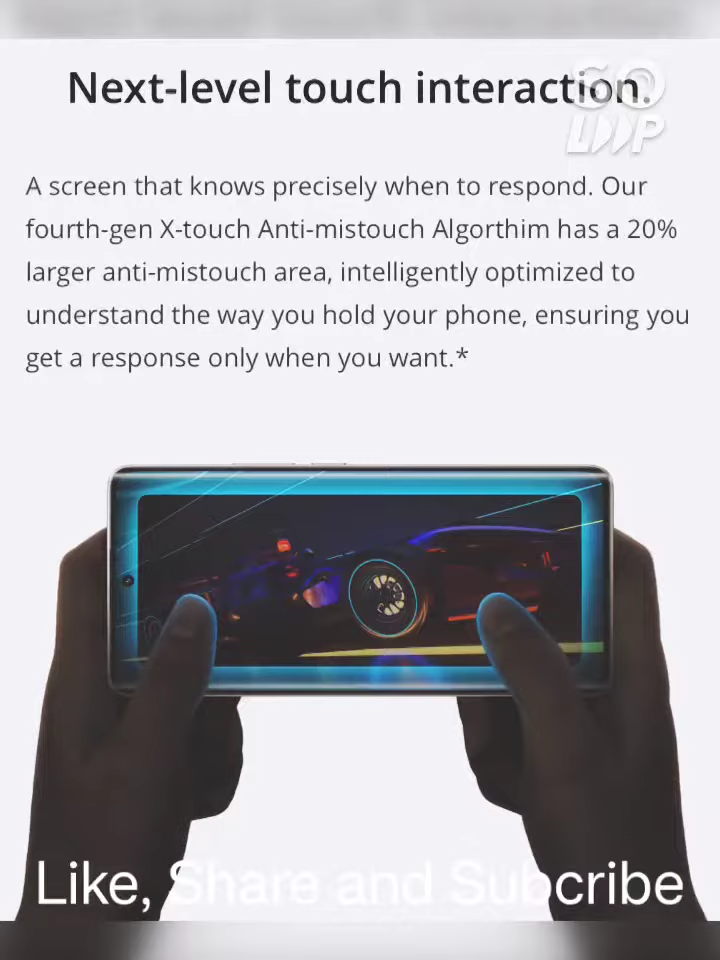 Next-level touch interaction.
GO
LOOP
A screen that knows precisely when to respond. Our
fourth-gen X-touch Anti-mistouch Algorthim has a 20%
larger anti-mistouch area, intelligently optimized to
understand the way you hold your phone, ensuring you
get a response only when you want.*
Like, Share and Subcribe